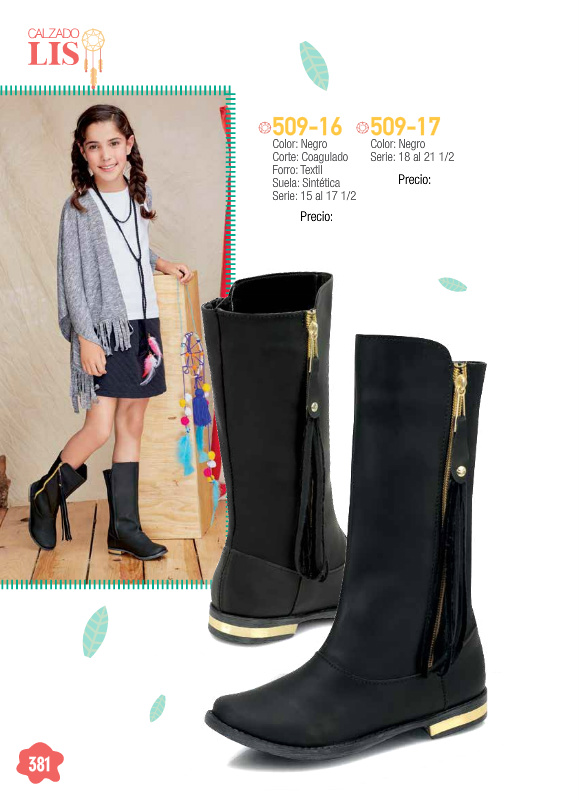 CALZADO
LIS
509-16
Color: Negro
Corte: Coagulado
Forro: Textil
Suela: Sintética
Serie: 15 al 17 1/2
Precio:
509-17
Color: Negro
Serie: 18 al 21 1/2
Precio:
381